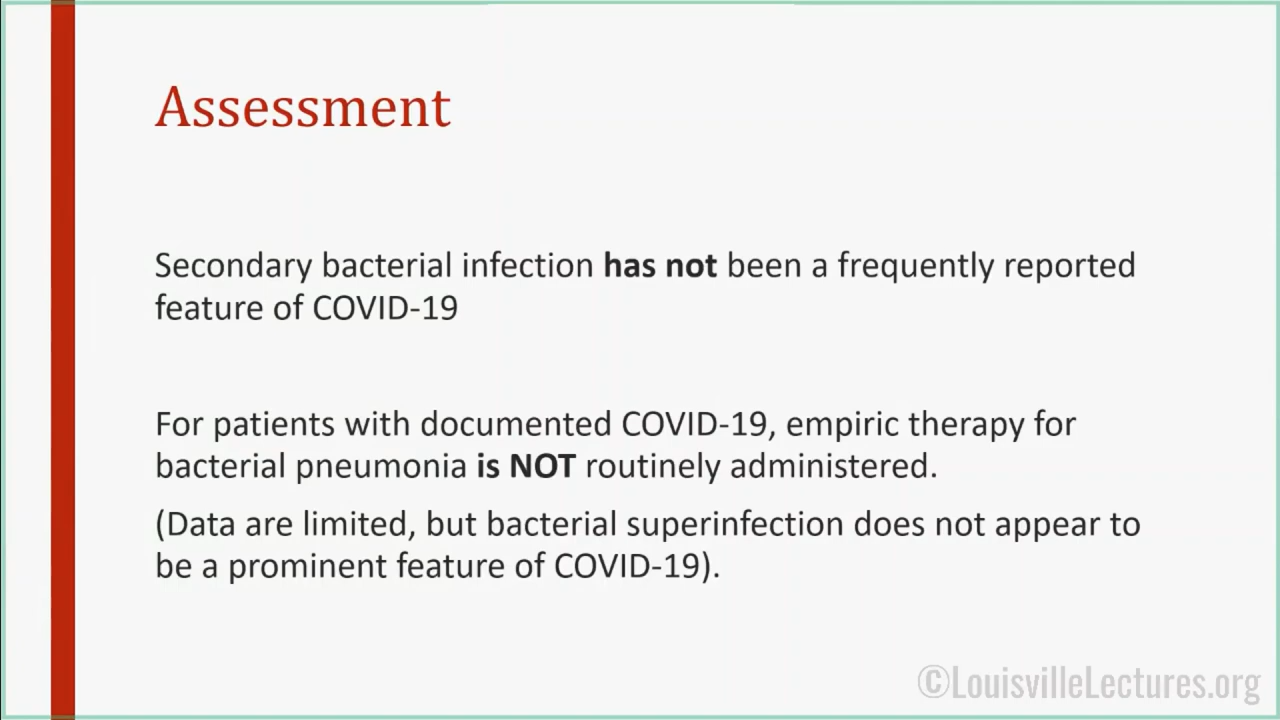 Assessment
Secondary bacterial infection has not been a frequently reported
feature of COVID-19
For patients with documented COVID-19, empiric therapy for
bacterial pneumonia is NOT routinely administered.
(Data are limited, but bacterial superinfection does not appear to
be a prominent feature of COVID-19).
©LouisvilleLectures.org